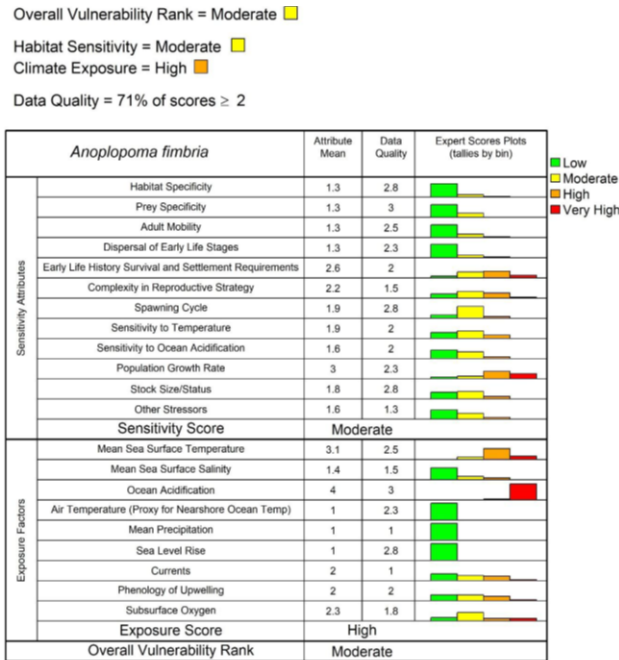 Overall Vulnerability Rank = Moderate
Habitat Sensitivity = Moderate
Climate Exposure = High
Data Quality = 71% of scores ≥ 2
Anoplopoma fimbria Attribute Mean Data Quality Expert Scores Plots (tallies by bin)
Low
Moderate
High
Very High
Sensitivity Attributes
Habitat Specificity 1.3 2.8
Prey Specificity 1.3 3
Adult Mobility 1.3 2.5
Dispersal of Early Life Stages 1.3 2.3
Early Life History Survival and Settlement Requirements 2.6 2
Complexity in Reproductive Strategy 2.2 1.5
Spawning Cycle 1.9 2.8
Sensitivity to Temperature 1.9 2
Sensitivity to Ocean Acidification 1.6 2
Population Growth Rate 3 2.3
Stock Size/Status 1.8 2.8
Other Stressors 1.6 1.3
Sensitivity Score Moderate
Exposure Factors
Mean Sea Surface Temperature 3.1 2.5
Mean Sea Surface Salinity 1.4 1.5
Ocean Acidification 4 3
Air Temperature (Proxy for Nearshore Ocean Temp) 1 2.3
Mean Precipitation 1 1
Sea Level Rise 1 2.8
Currents 2 1
Phenology of Upwelling 2 2
Subsurface Oxygen 2.3 1.8
Exposure Score High
Overall Vulnerability Rank Moderate